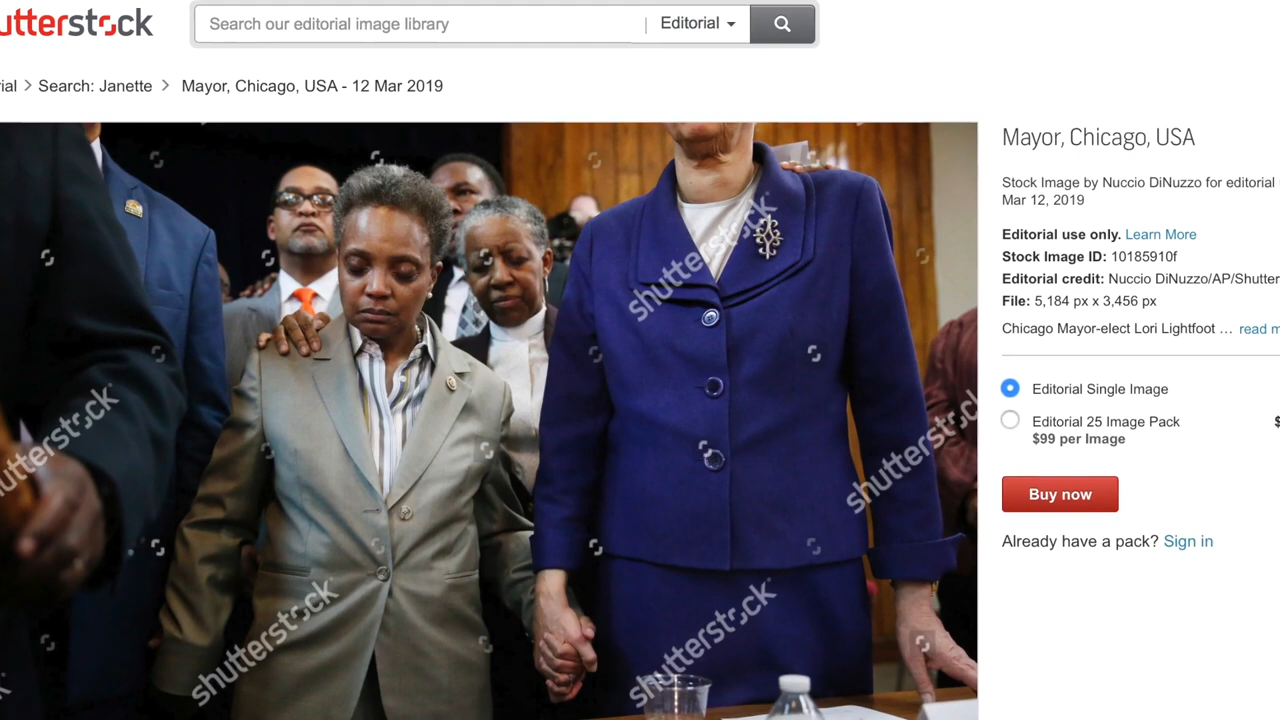 utterstock
Search our editorial image library
Editorial
ial > Search: Janette > Mayor, Chicago, USA - 12 Mar 2019
Mayor, Chicago, USA
Stock Image by Nuccio DiNuzzo for editorial
Mar 12, 2019
Editorial use only. Learn More
Stock Image ID: 10185910f
Editorial credit: Nuccio DiNuzzo/AP/Shutter
File: 5,184 px x 3,456 px
Chicago Mayor-elect Lori Lightfoot ... read m
Editorial Single Image
Editorial 25 Image Pack $
$99 per Image
Buy now
Already have a pack? Sign in
shutterstock
shutterstock
shutterstock
shutterstock
shutterstock